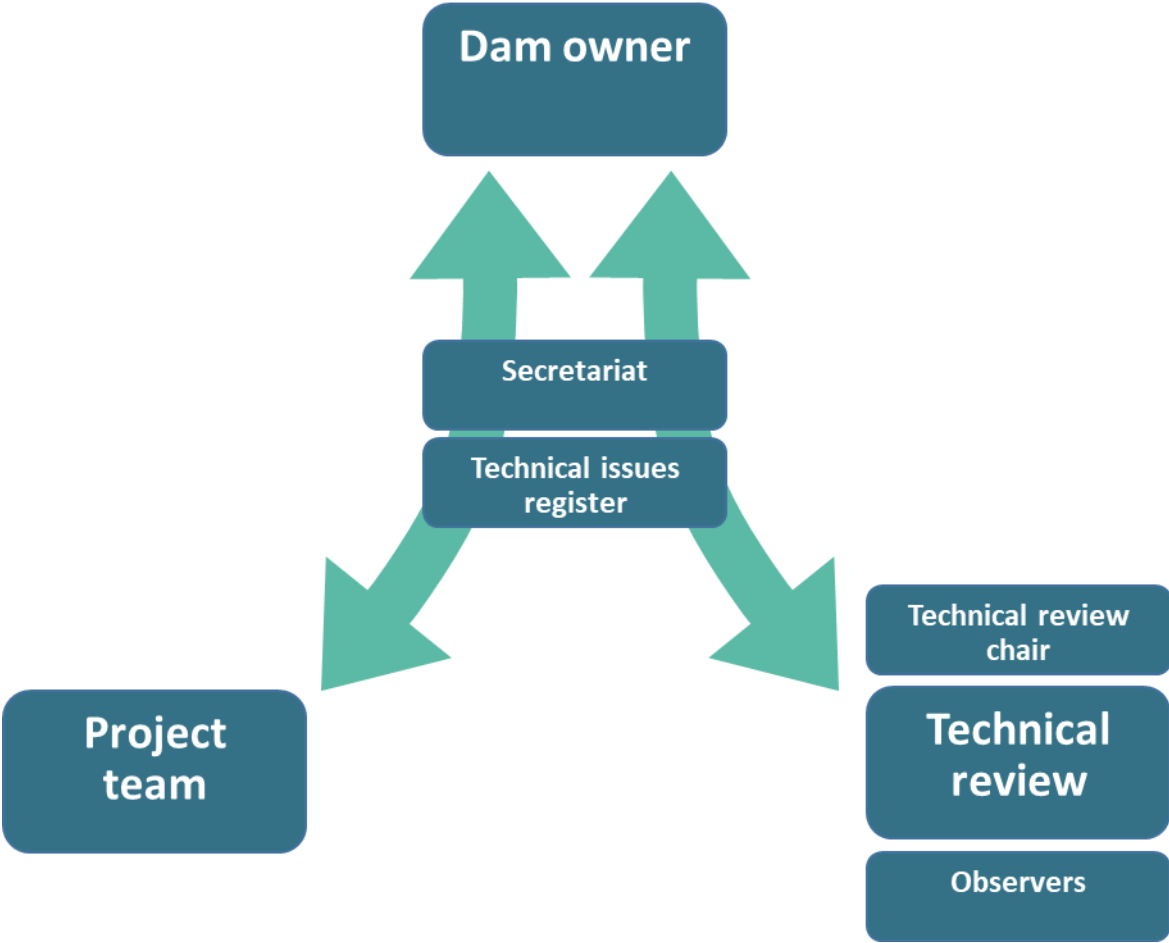 Dam owner
Secretariat
Technical issues
register
Technical review
chair
Project
team
Technical
review
Observers